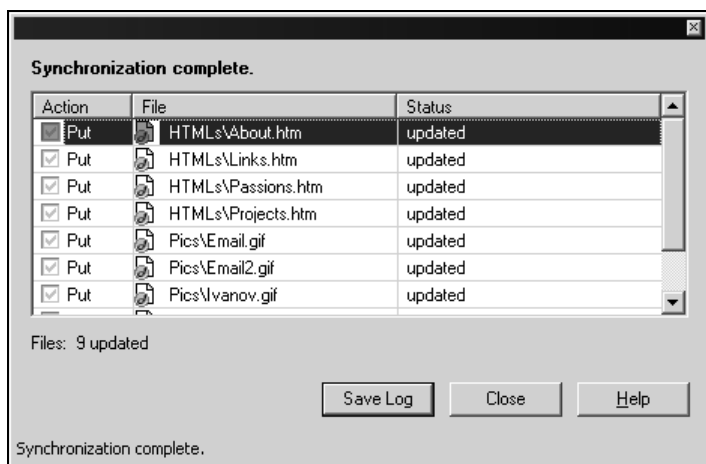 Synchronization complete.
Action File Status
Put HTMLs\About.htm updated
Put HTMLs\Links.htm updated
Put HTMLs\Passions.htm updated
Put HTMLs\Projects.htm updated
Put Pics\Email.gif updated
Put Pics\Email2.gif updated
Put Pics\Ivanov.gif updated
Files: 9 updated
Save Log Close Help
Synchronization complete.